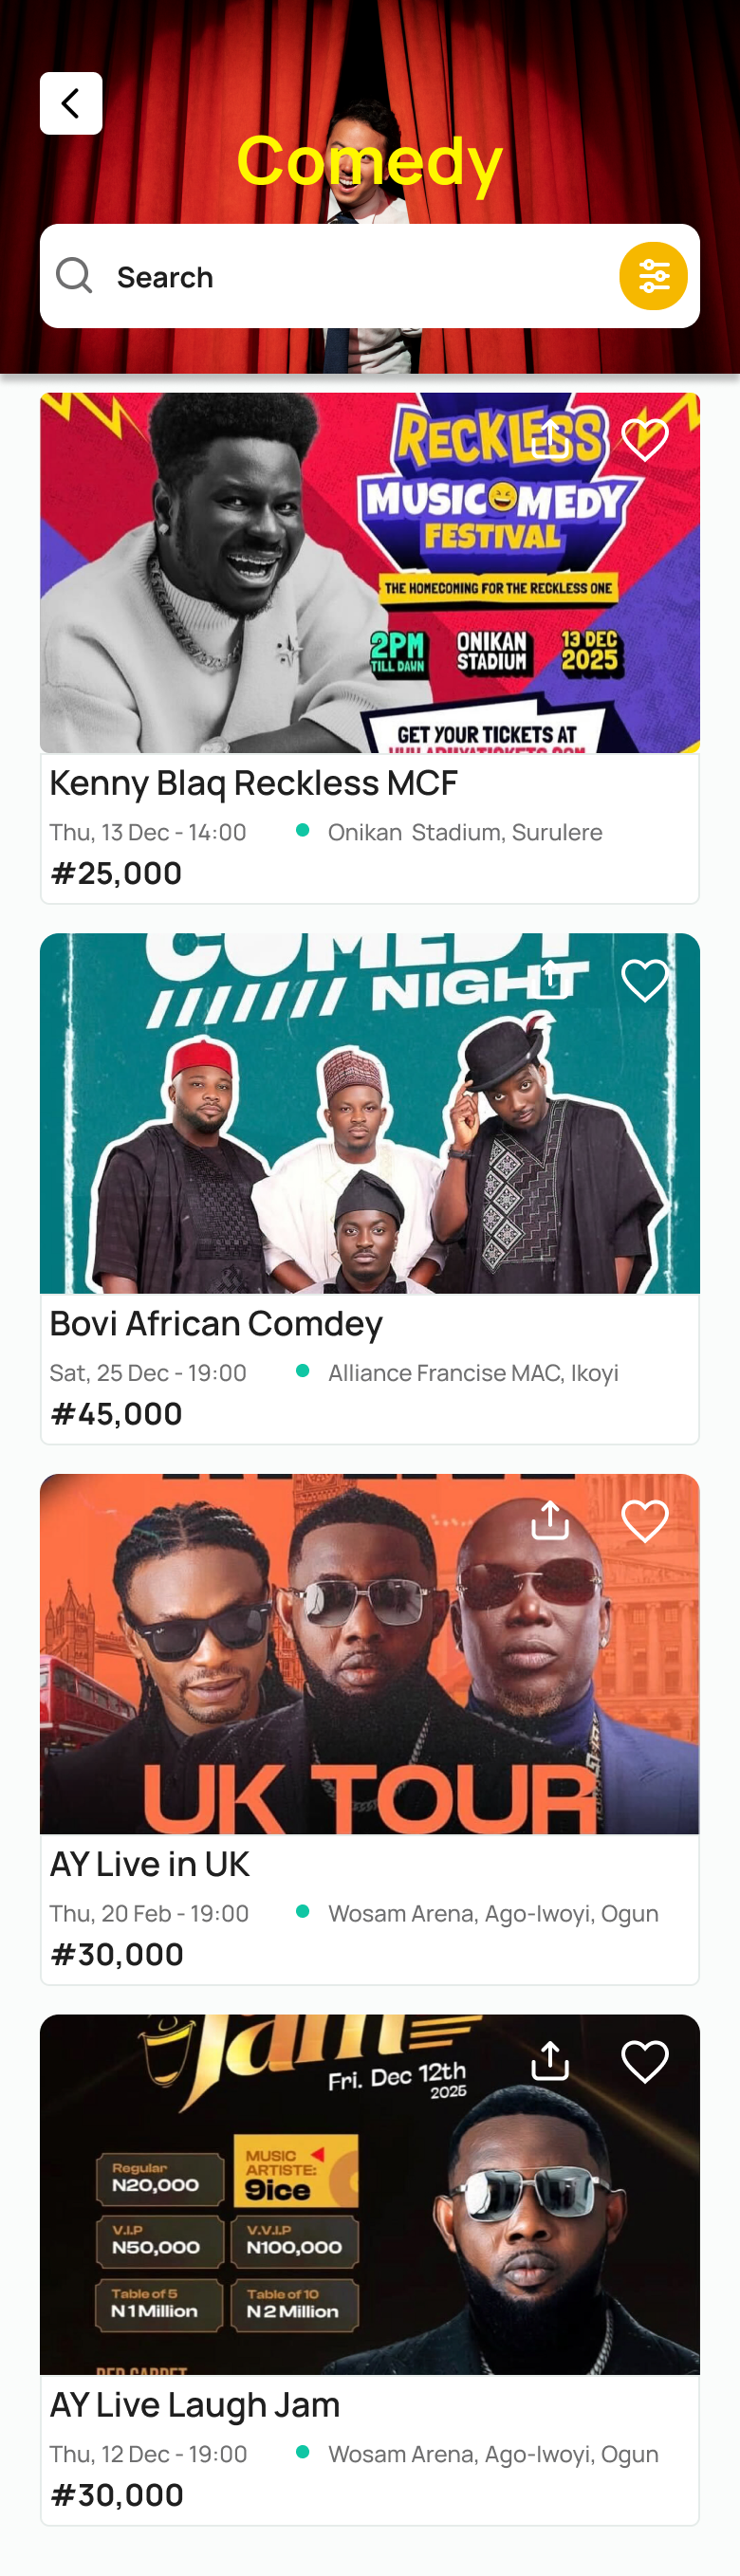 Comedy
Search
RECKLESS
MUSICOMEDY
FESTIVAL
THE HOMECOMING FOR THE RECKLESS ONE
2PM
TILL DAWN
ONIKAN
STADIUM
13 DEC
2025
GET YOUR TICKETS AT
Kenny Blaq Reckless MCF
Thu, 13 Dec - 14:00
Onikan Stadium, Surulere
#25,000
COMEDY
NIGHT
Bovi African Comdey
Sat, 25 Dec - 19:00
Alliance Francise MAC, Ikoyi
#45,000
UK TOUR
AY Live in UK
Thu, 20 Feb - 19:00
Wosam Arena, Ago-Iwoyi, Ogun
#30,000
Jam
Fri. Dec 12th
2025
Regular
N20,000
MUSIC
ARTISTE:
9ice
V.I.P
N50,000
V.V.I.P
N100,000
Table of 5
N1 Million
Table of 10
N2 Million
RED CARPET
AY Live Laugh Jam
Thu, 12 Dec - 19:00
Wosam Arena, Ago-Iwoyi, Ogun
#30,000